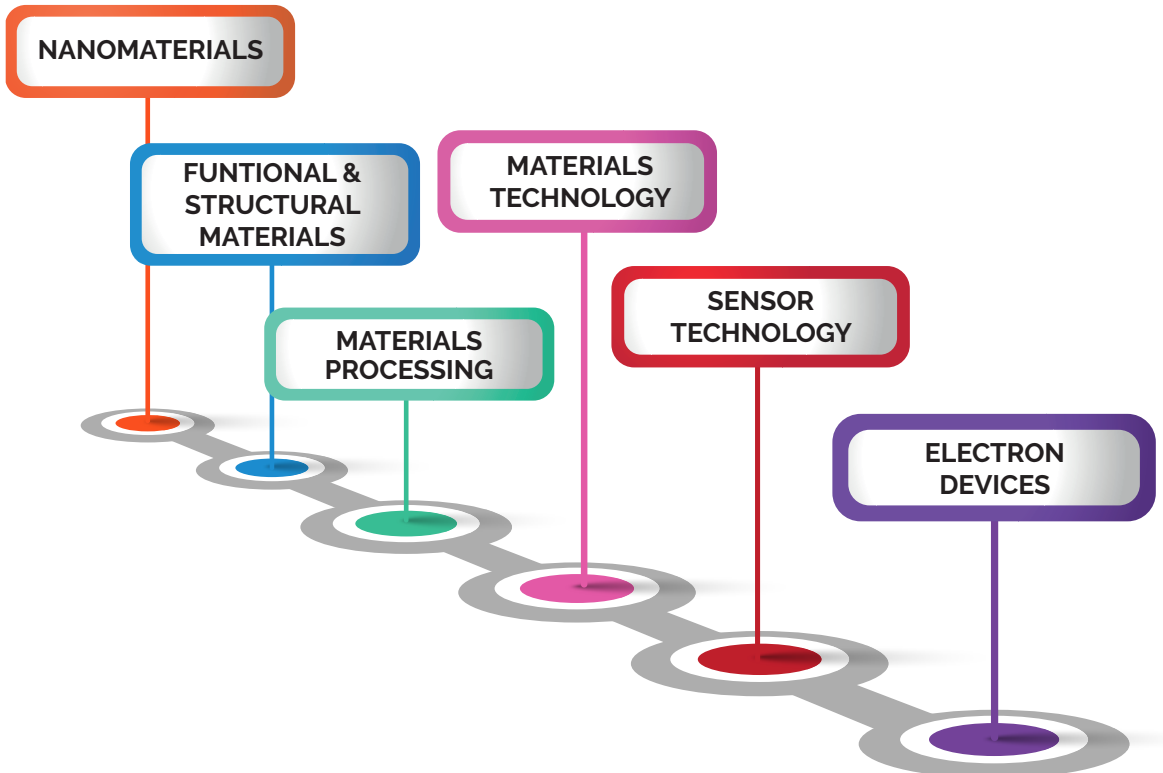 NANOMATERIALS
FUNTIONAL &
STRUCTURAL
MATERIALS
MATERIALS
PROCESSING
MATERIALS
TECHNOLOGY
SENSOR
TECHNOLOGY
ELECTRON
DEVICES